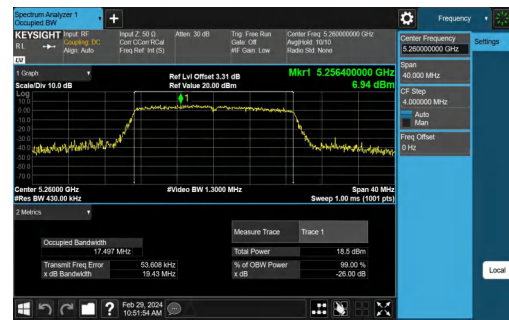 Spectrum Analyzer 1
Occupied BW
+
Frequency
KEYSIGHT
RL
Input: RF
Coupling: DC
Align: Auto
Input Z: 50 Ω
Corr CCorr RCal
Freq Ref: Int (S)
Atten: 30 dB
Trig: Free Run
Gate: Off
#IF Gain: Low
Center Freq: 5.260000000 GHz
Avg|Hold: 10/10
Radio Std: None
Center Frequency
5.260000000 GHz
Settings
Span
40.000 MHz
CF Step
4.000000 MHz
Auto
Man
Freq Offset
0 Hz
Local
1 Graph
Scale/Div 10.0 dB
Ref Lvl Offset 3.31 dB
Ref Value 20.00 dBm
Mkr1 5.256400000 GHz
6.94 dBm
Log
10.0
0.00
-10.0
-20.0
-30.0
-40.0
-50.0
-60.0
-70.0
1
Center 5.26000 GHz
#Res BW 430.00 kHz
#Video BW 1.3000 MHz
Span 40 MHz
Sweep 1.00 ms (1001 pts)
2 Metrics
Measure Trace
Trace 1
Occupied Bandwidth
17.497 MHz
Total Power
18.5 dBm
Transmit Freq Error
53.608 kHz
% of OBW Power
99.00 %
x dB Bandwidth
19.43 MHz
x dB
-26.00 dB
?
Feb 29, 2024
10:51:54 AM